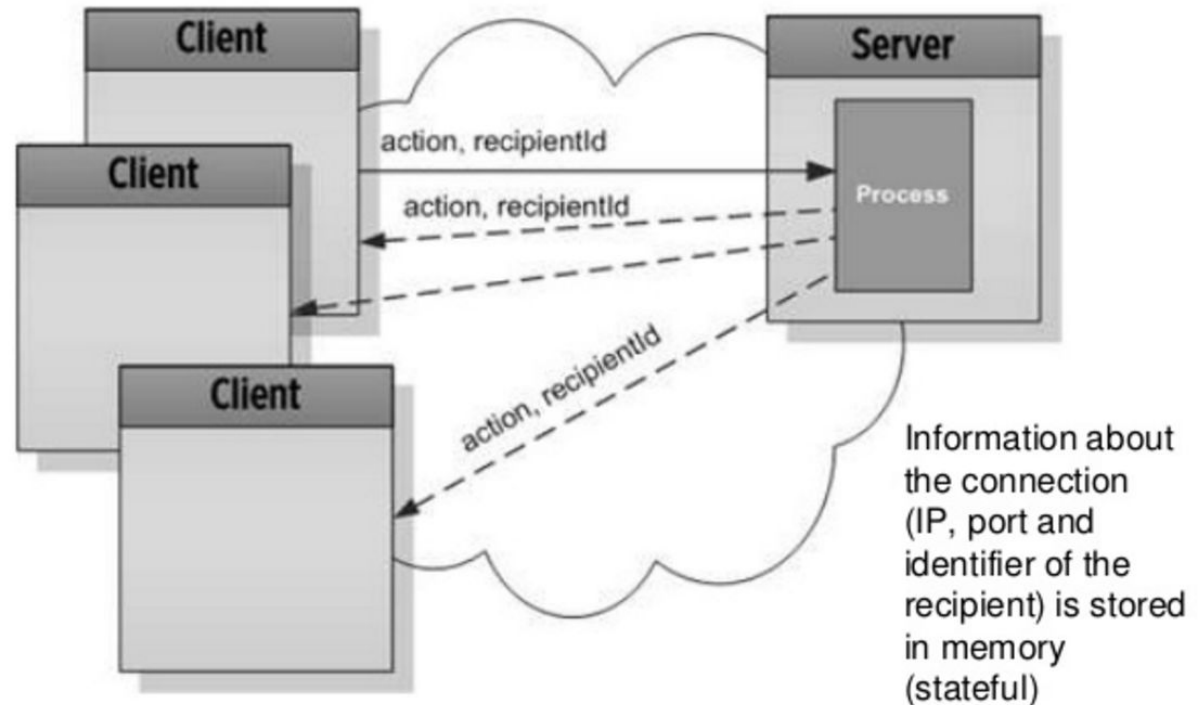 Client
Server
action, recipientId
Client
Process
action, recipientId
action, recipientId
Client
Information about
the connection
(IP, port and
identifier of the
recipient) is stored
in memory
(stateful)